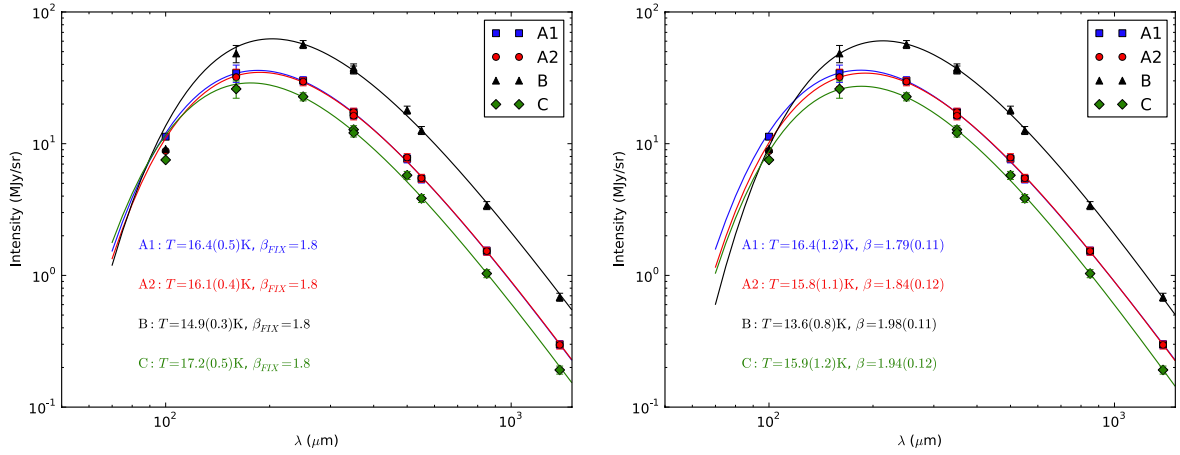 10^2
A1
A2
B
C
Intensity (MJy/sr)
10^1
10^0
10^-1
A1: T=16.4(0.5)K, β_FIX=1.8
A2: T=16.1(0.4)K, β_FIX=1.8
B: T=14.9(0.3)K, β_FIX=1.8
C: T=17.2(0.5)K, β_FIX=1.8
10^2
10^3
λ (μm)
10^2
A1
A2
B
C
Intensity (MJy/sr)
10^1
10^0
10^-1
A1: T=16.4(1.2)K, β=1.79(0.11)
A2: T=15.8(1.1)K, β=1.84(0.12)
B: T=13.6(0.8)K, β=1.98(0.11)
C: T=15.9(1.2)K, β=1.94(0.12)
10^2
10^3
λ (μm)